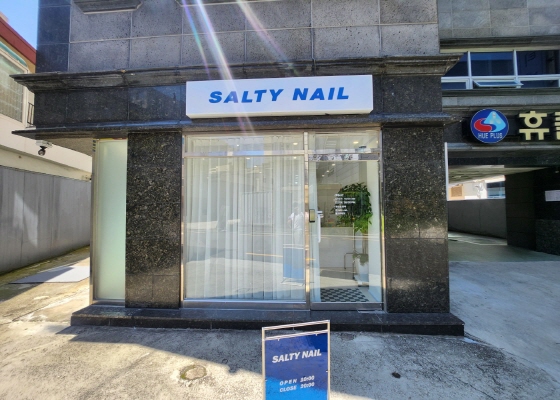 SALTY NAIL
HUE PLUS
휴
SALTY NAIL
OPEN 10:00
CLOSE 20:00